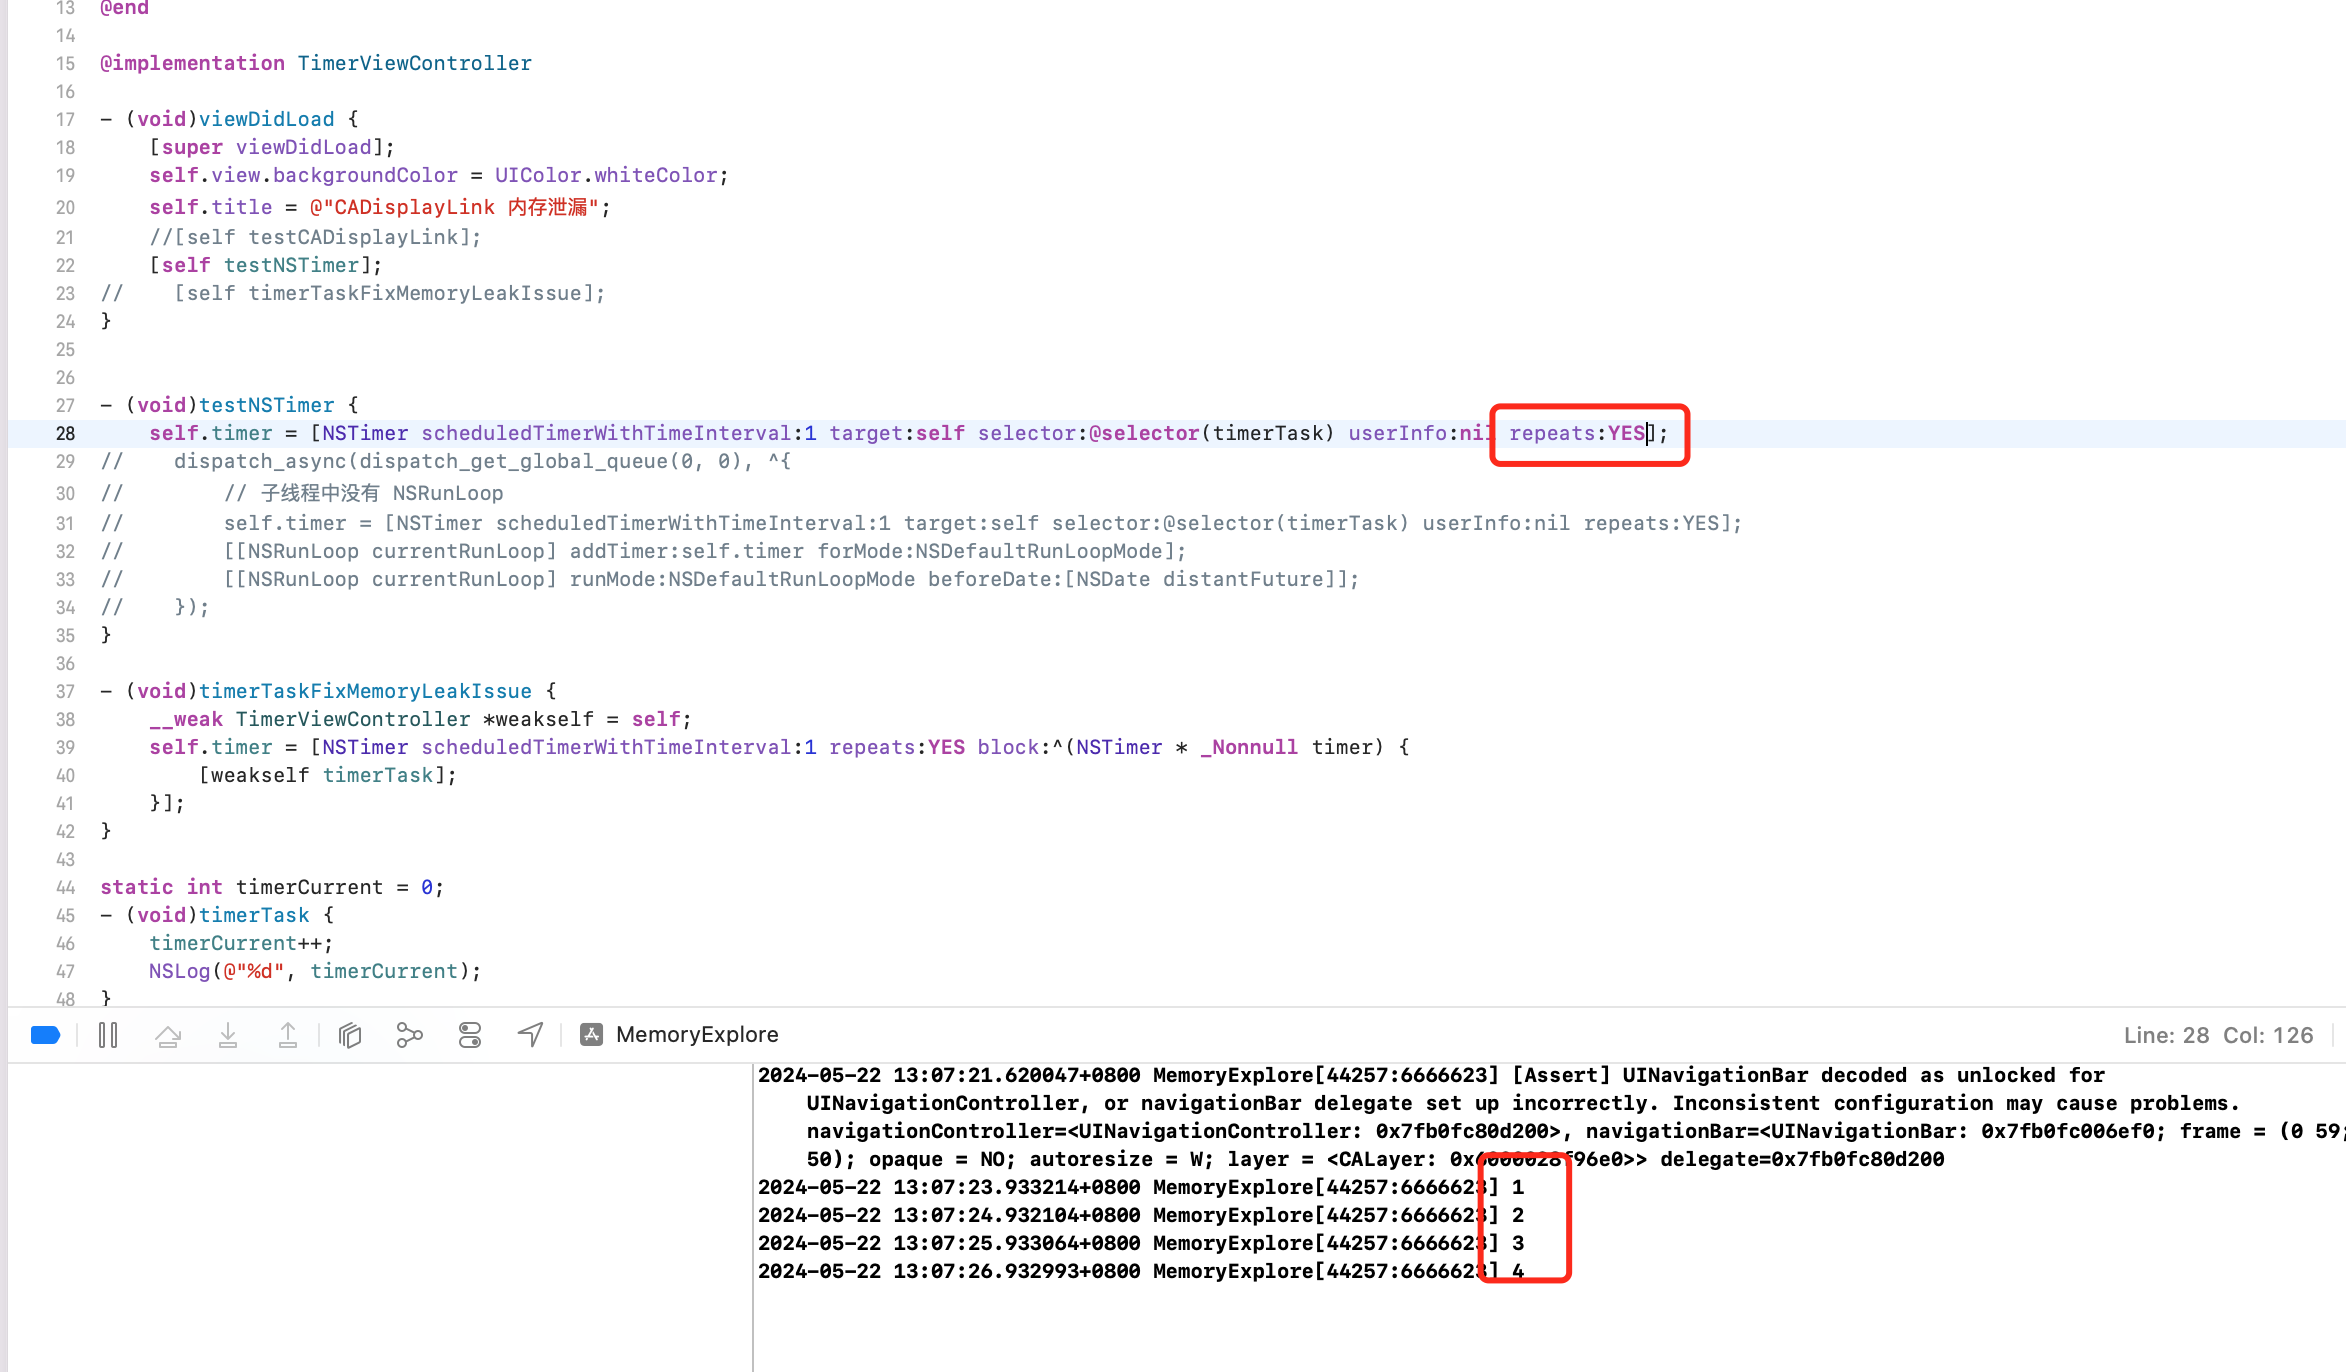 13 @end
14
15 @implementation TimerViewController
16
17 - (void)viewDidLoad {
18 [super viewDidLoad];
19 self.view.backgroundColor = UIColor.whiteColor;
20 self.title = @"CADisplayLink 内存泄漏";
21 //[self testCADisplayLink];
22 [self testNSTimer];
23 // [self timerTaskFixMemoryLeakIssue];
24 }
25
26
27 - (void)testNSTimer {
28 self.timer = [NSTimer scheduledTimerWithTimeInterval:1 target:self selector:@selector(timerTask) userInfo:nil repeats:YES];
29 // dispatch_async(dispatch_get_global_queue(0, 0), ^{
30 // // 子线程中没有 NSRunLoop
31 // self.timer = [NSTimer scheduledTimerWithTimeInterval:1 target:self selector:@selector(timerTask) userInfo:nil repeats:YES];
32 // [[NSRunLoop currentRunLoop] addTimer:self.timer forMode:NSDefaultRunLoopMode];
33 // [[NSRunLoop currentRunLoop] runMode:NSDefaultRunLoopMode beforeDate:[NSDate distantFuture]];
34 // });
35 }
36
37 - (void)timerTaskFixMemoryLeakIssue {
38 __weak TimerViewController *weakself = self;
39 self.timer = [NSTimer scheduledTimerWithTimeInterval:1 repeats:YES block:^(NSTimer * _Nonnull timer) {
40 [weakself timerTask];
41 }];
42 }
43
44 static int timerCurrent = 0;
45 - (void)timerTask {
46 timerCurrent++;
47 NSLog(@"%d", timerCurrent);
48 }
MemoryExplore
Line: 28 Col: 126
2024-05-22 13:07:21.620047+0800 MemoryExplore[44257:6666623] [Assert] UINavigationBar decoded as unlocked for
UINavigationController, or navigationBar delegate set up incorrectly. Inconsistent configuration may cause problems.
navigationController=<UINavigationController: 0x7fb0fc80d200>, navigationBar=<UINavigationBar: 0x7fb0fc006ef0; frame = (0 59;
50); opaque = NO; autoresize = W; layer = <CALayer: 0x6000028f96e0>> delegate=0x7fb0fc80d200
2024-05-22 13:07:23.933214+0800 MemoryExplore[44257:6666623] 1
2024-05-22 13:07:24.932104+0800 MemoryExplore[44257:6666623] 2
2024-05-22 13:07:25.933064+0800 MemoryExplore[44257:6666623] 3
2024-05-22 13:07:26.932993+0800 MemoryExplore[44257:6666623] 4